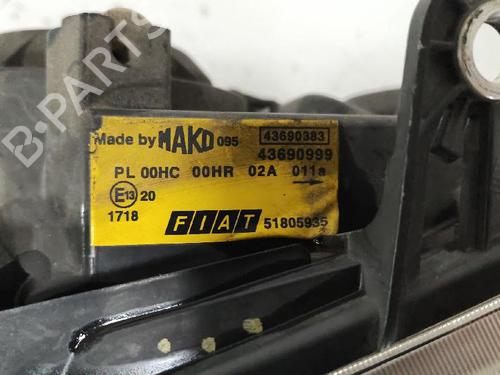 B-PARTS
Made by MAKO 095 43690383
43690999
PL 00HC 00HR 02A 011a
E13 20
1718
FIAT 51805935